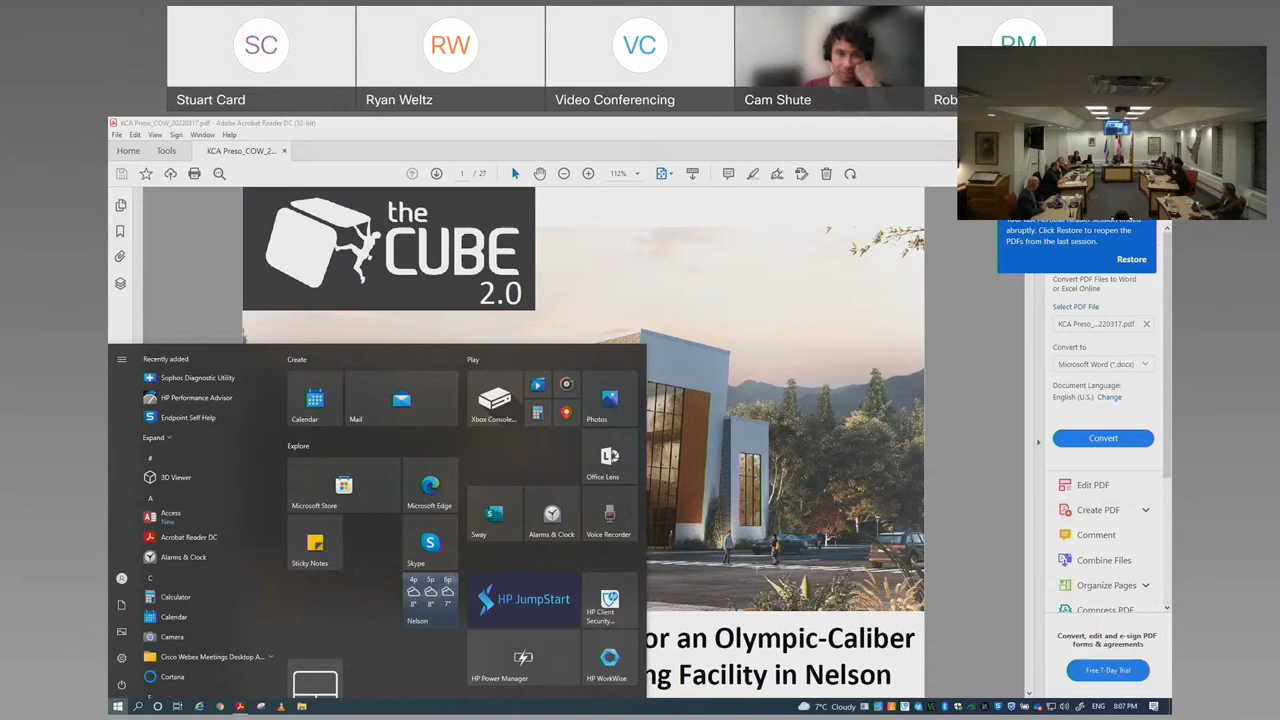 SC
RW
VC
RM
Stuart Card
Ryan Weltz
Video Conferencing
Cam Shute
Rob
KCA Preso_COW_20220317.pdf - Adobe Acrobat Reader DC (32-bit)
File Edit View Sign Window Help
Home Tools KCA Preso_COW_2... ×
1 / 27
112%
the
CUBE
2.0
abruptly. Click Restore to reopen the
PDFs from the last session.
Restore
Convert PDF Files to Word
or Excel Online
Select PDF File
KCA Preso_...220317.pdf
Convert to
Microsoft Word (*.docx)
Document Language:
English (U.S.) Change
Convert
Edit PDF
Create PDF
Comment
Combine Files
Organize Pages
Compress PDF
Convert, edit and e-sign PDF
forms & agreements
Free 7-Day Trial
Recently added
Sophos Diagnostic Utility
HP Performance Advisor
Endpoint Self Help
Expand
#
3D Viewer
A
Access
New
Acrobat Reader DC
Alarms & Clock
C
Calculator
Calendar
Camera
Cisco Webex Meetings Desktop A...
Cortana
Create
Calendar
Mail
Explore
Microsoft Store
Microsoft Edge
Sticky Notes
Skype
4p 5p 6p
8° 8° 7°
Nelson
Play
Xbox Console...
Photos
Office Lens
Sway
Alarms & Clock
Voice Recorder
HP JumpStart
HP Client
Security...
HP Power Manager
HP WorkWise
or an Olympic-Caliber
ng Facility in Nelson
7°C Cloudy
ENG
8:07 PM